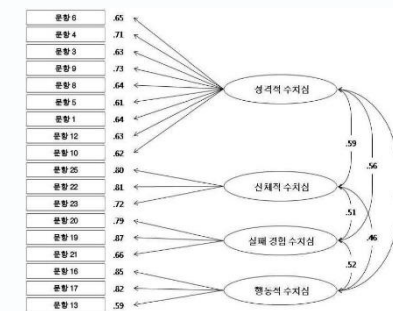 문항 6 .65
문항 4 .71
문항 3 .63
문항 9 .73
문항 8 .64
문항 5 .61
문항 1 .64
문항 12 .63
문항 10 .62
문항 25 .80
문항 22 .81
문항 23 .72
문항 20 .79
문항 19 .87
문항 21 .66
문항 16 .85
문항 17 .82
문항 13 .59
성격적 수치심
신체적 수치심
실패 경험 수치심
행동적 수치심
.59
.56
.51
.46
.52